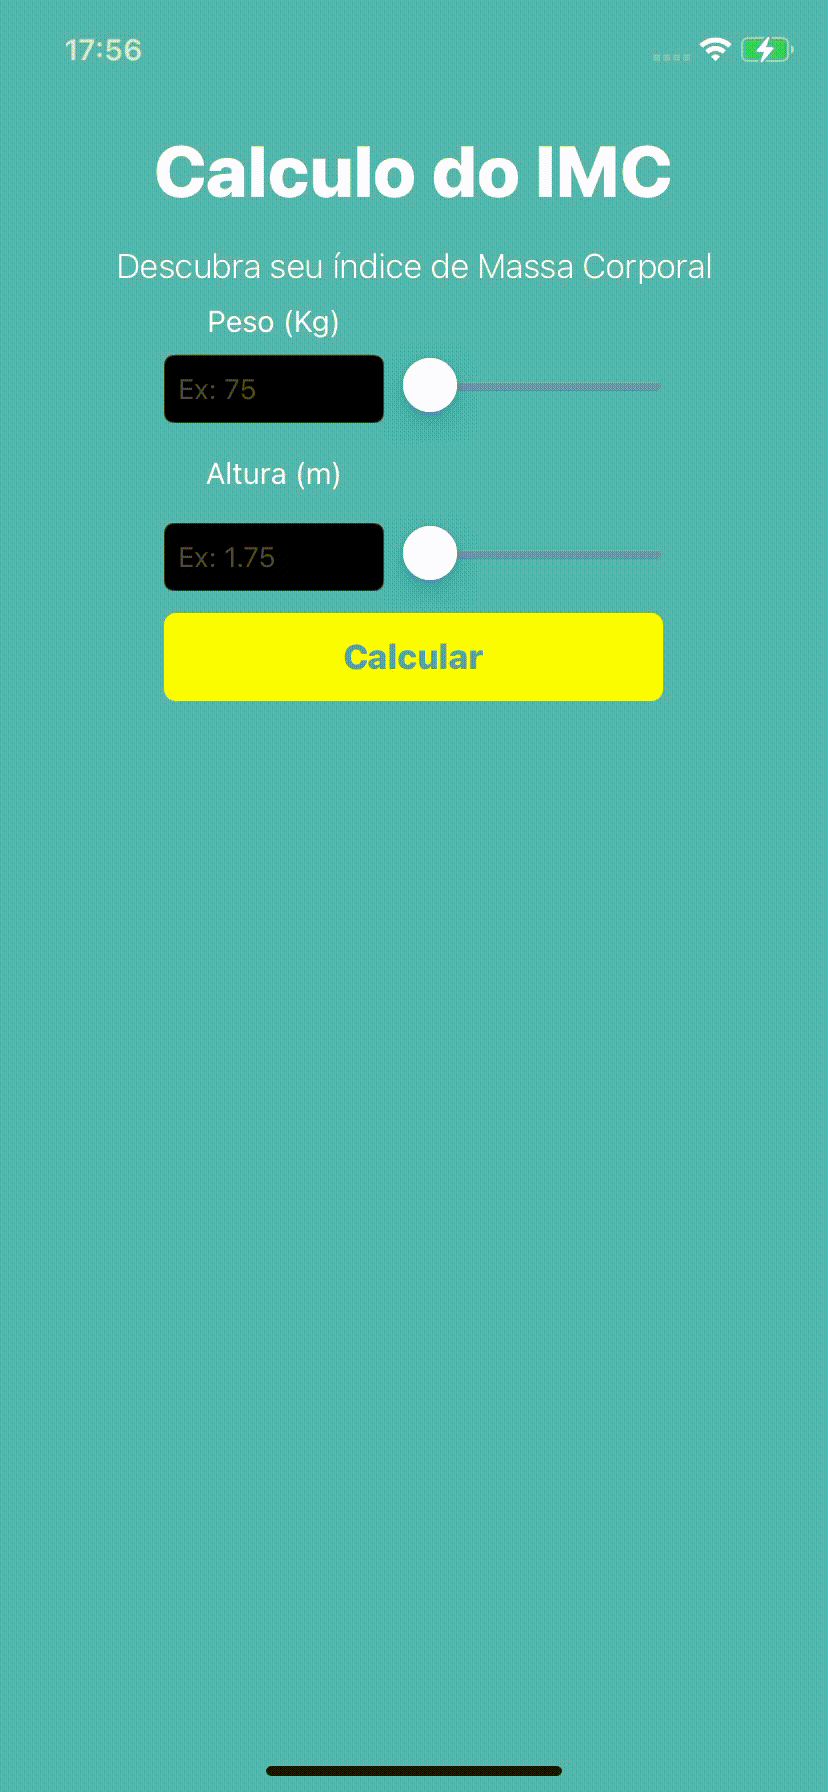 17:56
Calculo do IMC
Descubra seu índice de Massa Corporal
Peso (Kg)
Ex: 75
Altura (m)
Ex: 1.75
Calcular